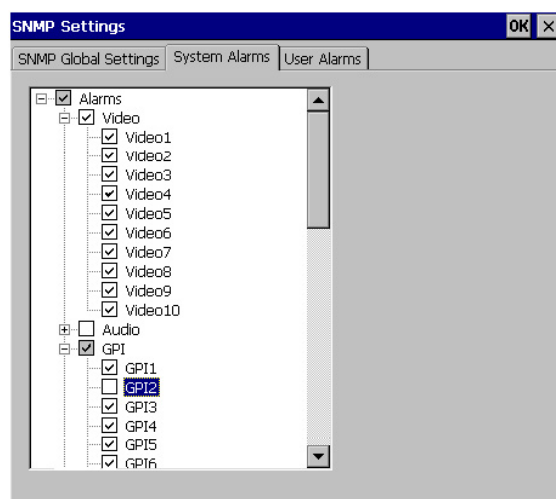 SNMP Settings OK ×
SNMP Global Settings System Alarms User Alarms
Alarms
Video
Video1
Video2
Video3
Video4
Video5
Video6
Video7
Video8
Video9
Video10
Audio
GPI
GPI1
GPI2
GPI3
GPI4
GPI5
GPI6